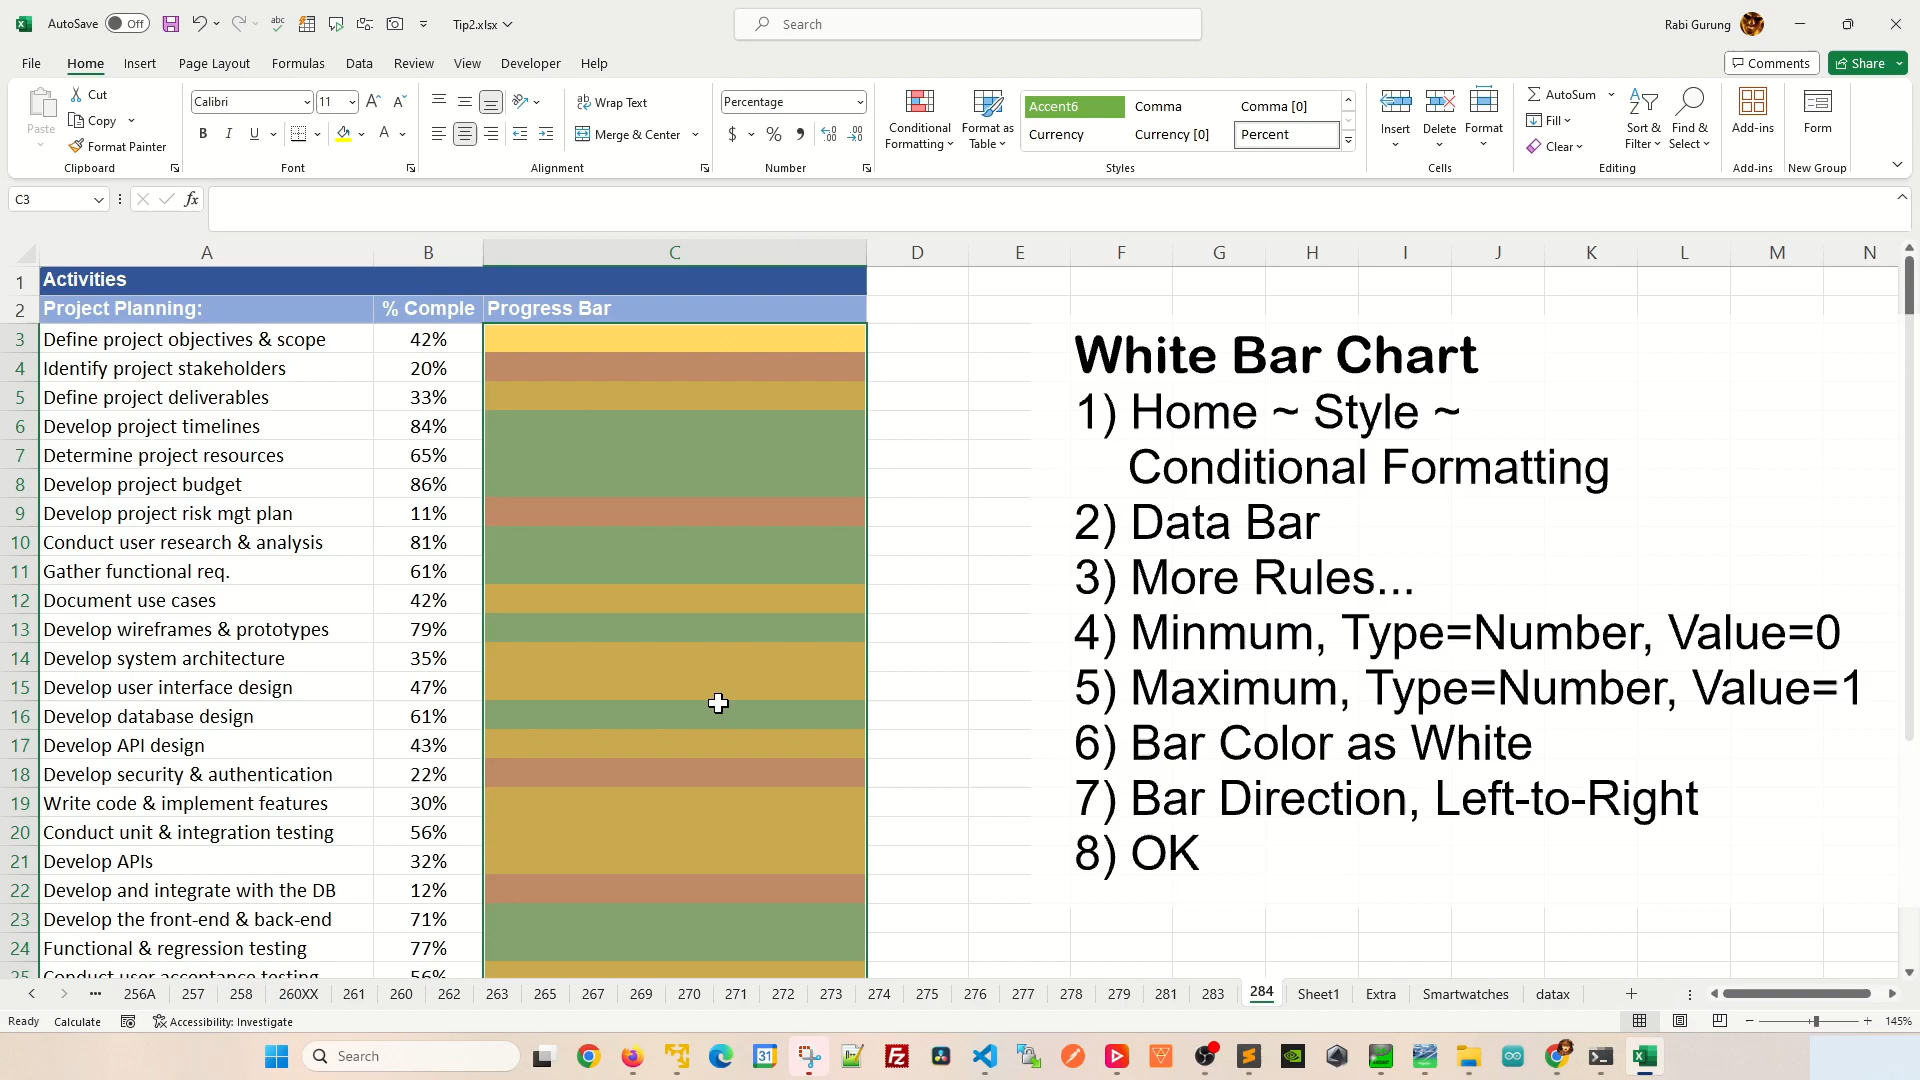 AutoSave Off Tip2.xlsx Search Rabi Gurung
File Home Insert Page Layout Formulas Data Review View Developer Help Comments Share
Paste Cut Copy Format Painter Clipboard
Calibri 11 B I U A Font
Wrap Text Merge & Center Alignment
Percentage $ % Number
Conditional Formatting Format as Table
Accent6 Comma Comma [0]
Currency Currency [0] Percent
Styles
Insert Delete Format Cells
AutoSum Fill Clear Sort & Filter Find & Select Editing
Add-ins Add-ins
Form New Group
C3 fx
A B C D E F G H I J K L M N
1 Activities
2 Project Planning: % Comple Progress Bar
3 Define project objectives & scope 42%
4 Identify project stakeholders 20%
5 Define project deliverables 33%
6 Develop project timelines 84%
7 Determine project resources 65%
8 Develop project budget 86%
9 Develop project risk mgt plan 11%
10 Conduct user research & analysis 81%
11 Gather functional req. 61%
12 Document use cases 42%
13 Develop wireframes & prototypes 79%
14 Develop system architecture 35%
15 Develop user interface design 47%
16 Develop database design 61%
17 Develop API design 43%
18 Develop security & authentication 22%
19 Write code & implement features 30%
20 Conduct unit & integration testing 56%
21 Develop APIs 32%
22 Develop and integrate with the DB 12%
23 Develop the front-end & back-end 71%
24 Functional & regression testing 77%
25 Conduct user acceptance testing 56%
White Bar Chart
1) Home ~ Style ~
Conditional Formatting
2) Data Bar
3) More Rules...
4) Minmum, Type=Number, Value=0
5) Maximum, Type=Number, Value=1
6) Bar Color as White
7) Bar Direction, Left-to-Right
8) OK
256A 257 258 260XX 261 260 262 263 265 267 269 270 271 272 273 274 275 276 277 278 279 281 283 284 Sheet1 Extra Smartwatches datax
Ready Calculate Accessibility: Investigate 145%
Search